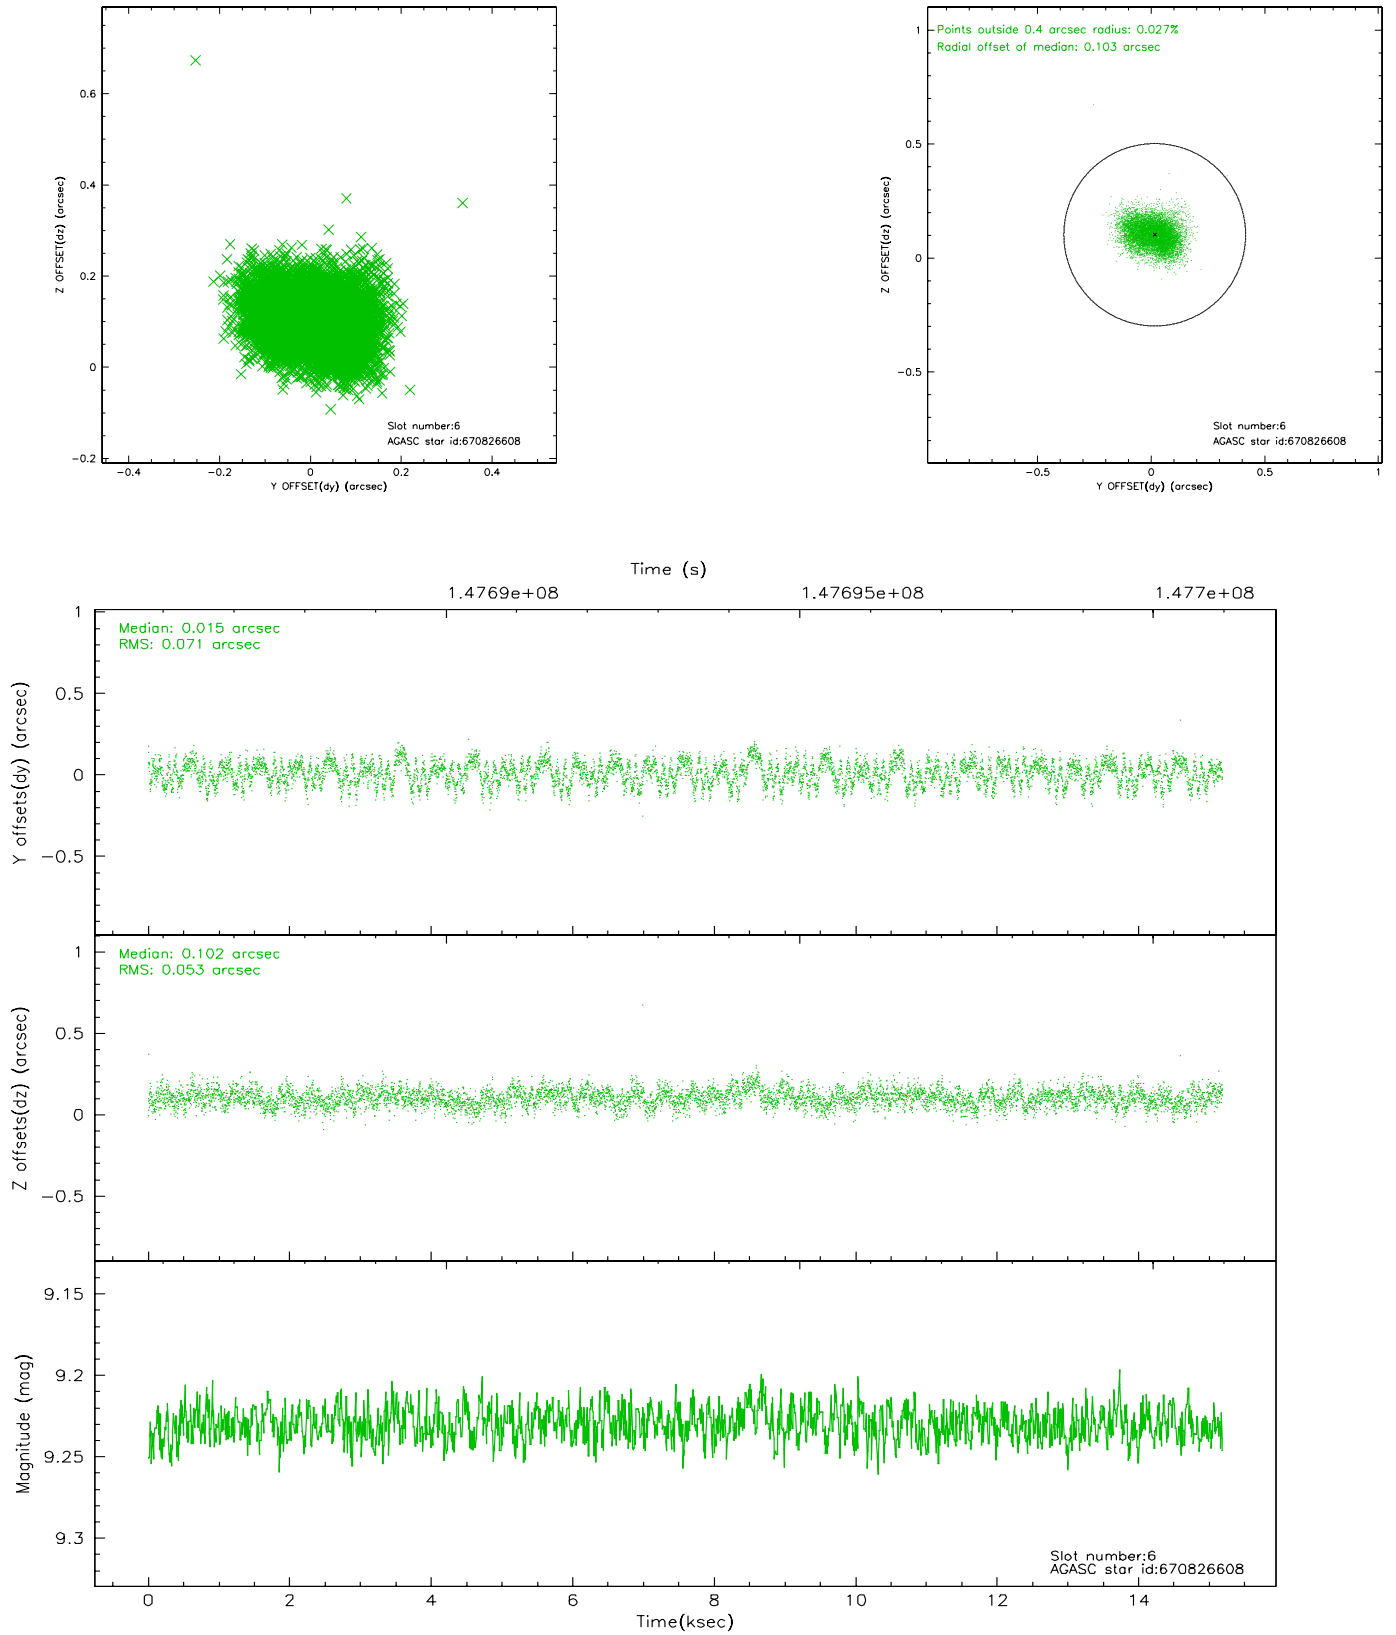 0.6
0.4
0.2
0
−0.2
Z OFFSET(dz) (arcsec)
−0.4
−0.2
0
0.2
0.4
Y OFFSET(dy) (arcsec)
Slot number:6
AGASC star id:670826608
Points outside 0.4 arcsec radius: 0.027%
Radial offset of median: 0.103 arcsec
1
0.5
0
−0.5
Z OFFSET(dz) (arcsec)
−0.5
0
0.5
1
Y OFFSET(dy) (arcsec)
Slot number:6
AGASC star id:670826608
Time (s)
1.4769e+08
1.47695e+08
1.477e+08
Median: 0.015 arcsec
RMS: 0.071 arcsec
1
0.5
0
−0.5
Y offsets(dy) (arcsec)
Median: 0.102 arcsec
RMS: 0.053 arcsec
1
0.5
0
−0.5
Z offsets(dz) (arcsec)
9.15
9.2
9.25
9.3
Magnitude (mag)
Slot number:6
AGASC star id:670826608
0
2
4
6
8
10
12
14
Time(ksec)